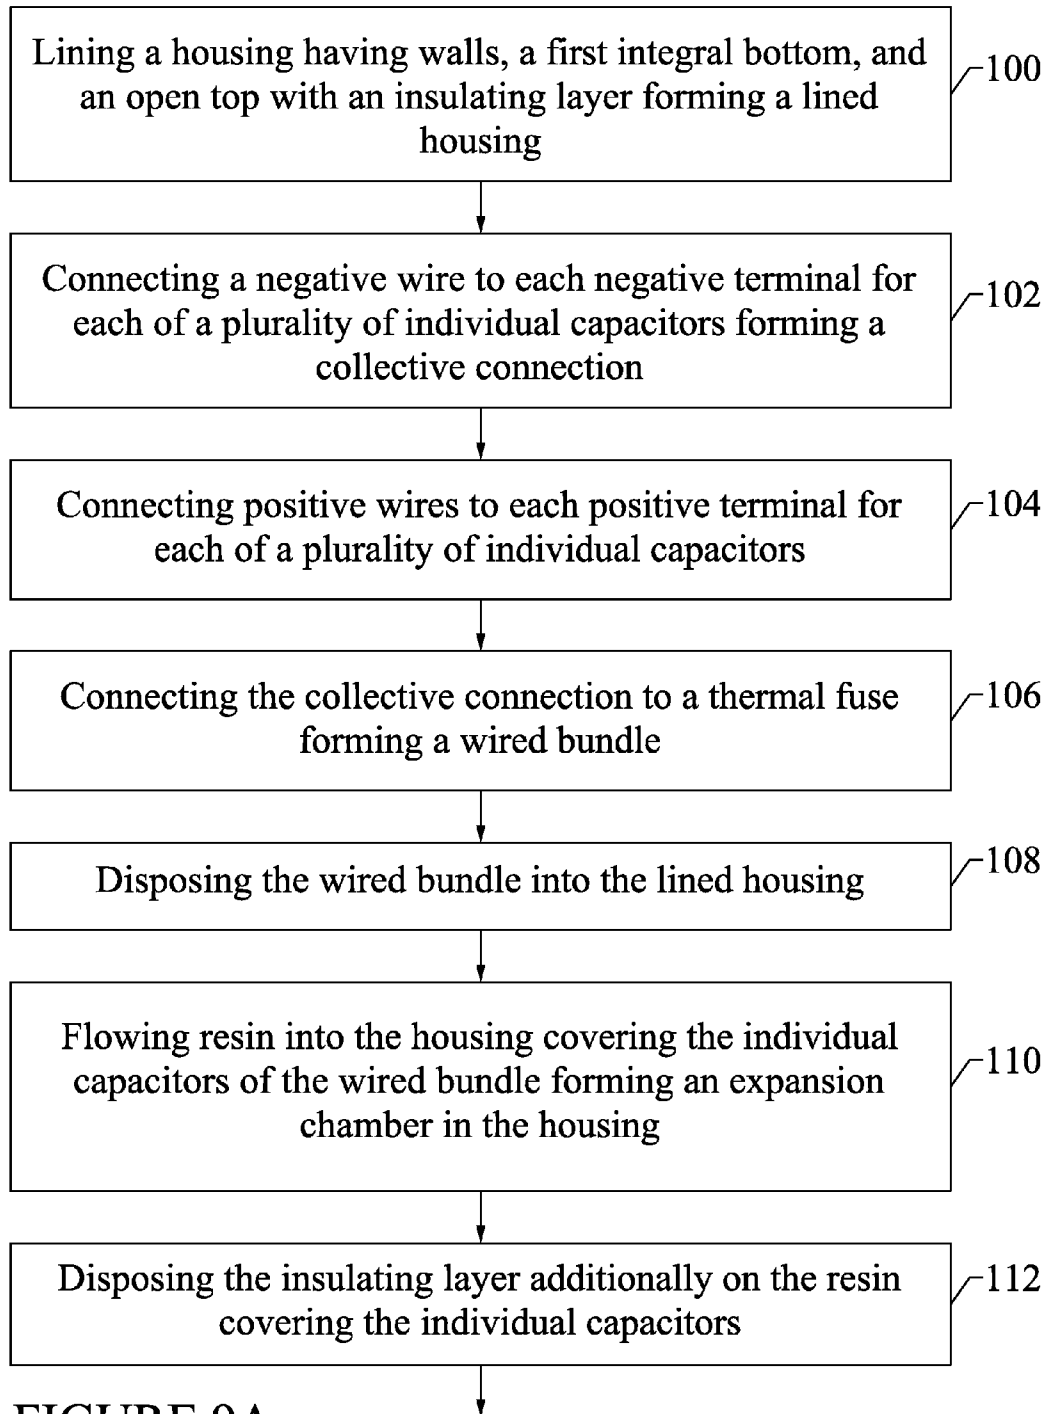 Lining a housing having walls, a first integral bottom, and
an open top with an insulating layer forming a lined
housing
100
Connecting a negative wire to each negative terminal for
each of a plurality of individual capacitors forming a
collective connection
102
Connecting positive wires to each positive terminal for
each of a plurality of individual capacitors
104
Connecting the collective connection to a thermal fuse
forming a wired bundle
106
Disposing the wired bundle into the lined housing
108
Flowing resin into the housing covering the individual
capacitors of the wired bundle forming an expansion
chamber in the housing
110
Disposing the insulating layer additionally on the resin
covering the individual capacitors
112
FIGURE 9A